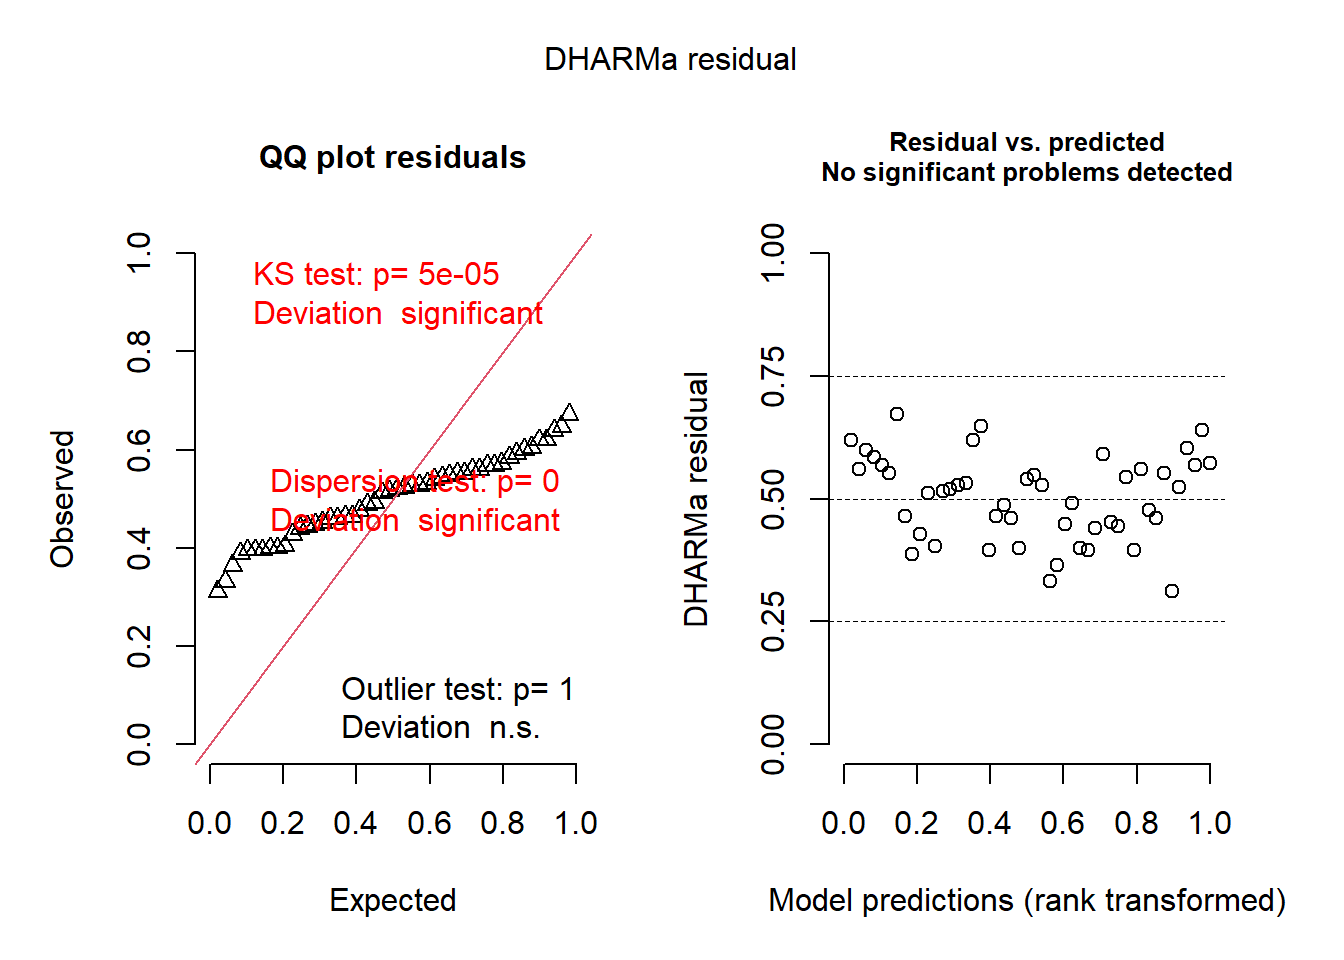 DHARMa residual
QQ plot residuals
KS test: p= 5e-05
Deviation  significant
Dispersion test: p= 0
Deviation  significant
Outlier test: p= 1
Deviation  n.s.
Observed
1.0
0.8
0.6
0.4
0.2
0.0
0.0 0.2 0.4 0.6 0.8 1.0
Expected
Residual vs. predicted
No significant problems detected
DHARMa residual
1.00
0.75
0.50
0.25
0.00
0.0 0.2 0.4 0.6 0.8 1.0
Model predictions (rank transformed)